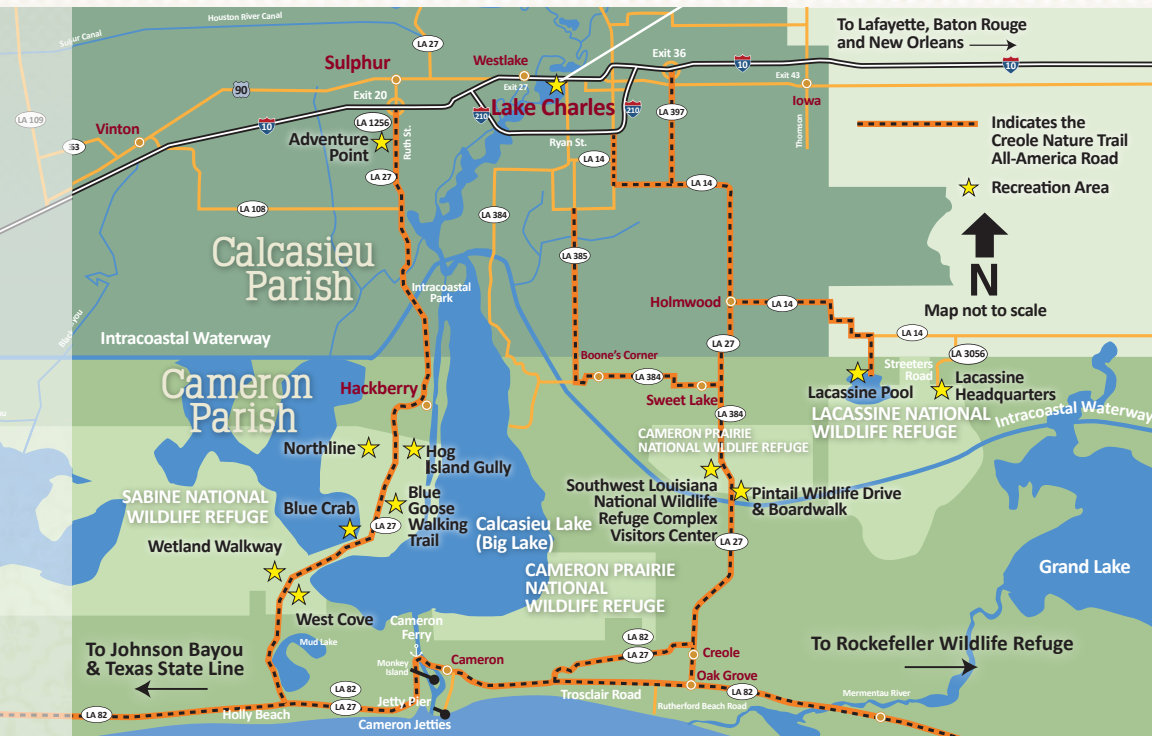 Houston River Canal
To Lafayette, Baton Rouge
and New Orleans
LA 27
Sulphur
Westlake
Exit 36
10
10
Exit 43
90
Exit 27
Exit 20
Lake Charles
Iowa
210
210
LA 109
Vinton
10
LA 1256
LA 397
Thomson
Indicates the
Creole Nature Trail
All-America Road
Adventure
Point
Ruth St.
Ryan St.
LA 14
LA 27
LA 14
Recreation Area
LA 108
LA 384
Calcasieu
Parish
LA 385
N
Intracoastal
Park
Holmwood
LA 14
Map not to scale
Intracoastal Waterway
LA 27
LA 14
LA 3056
Boone's Corner
Streeters
Road
Cameron
Parish
Hackberry
LA 384
Sweet Lake
Lacassine Pool
Lacassine
Headquarters
LA 384
LACASSINE NATIONAL
WILDLIFE REFUGE
Intracoastal Waterway
CAMERON PRAIRIE
NATIONAL WILDLIFE REFUGE
Northline
Hog
Island Gully
Southwest Louisiana
National Wildlife
Refuge Complex
Visitors Center
Pintail Wildlife Drive
& Boardwalk
SABINE NATIONAL
WILDLIFE REFUGE
Blue Crab
Blue
Goose
Walking
Trail
LA 27
Calcasieu Lake
(Big Lake)
LA 27
Wetland Walkway
CAMERON PRAIRIE
NATIONAL
WILDLIFE REFUGE
Grand Lake
West Cove
Cameron
Ferry
Mud Lake
LA 82
LA 27
To Johnson Bayou
& Texas State Line
To Rockefeller Wildlife Refuge
Monkey
Island
Cameron
Creole
Oak Grove
LA 82
LA 27
Jetty Pier
Trosclair Road
LA 82
Mermentau River
LA 82
Holly Beach
Rutherford Beach Road
Cameron Jetties